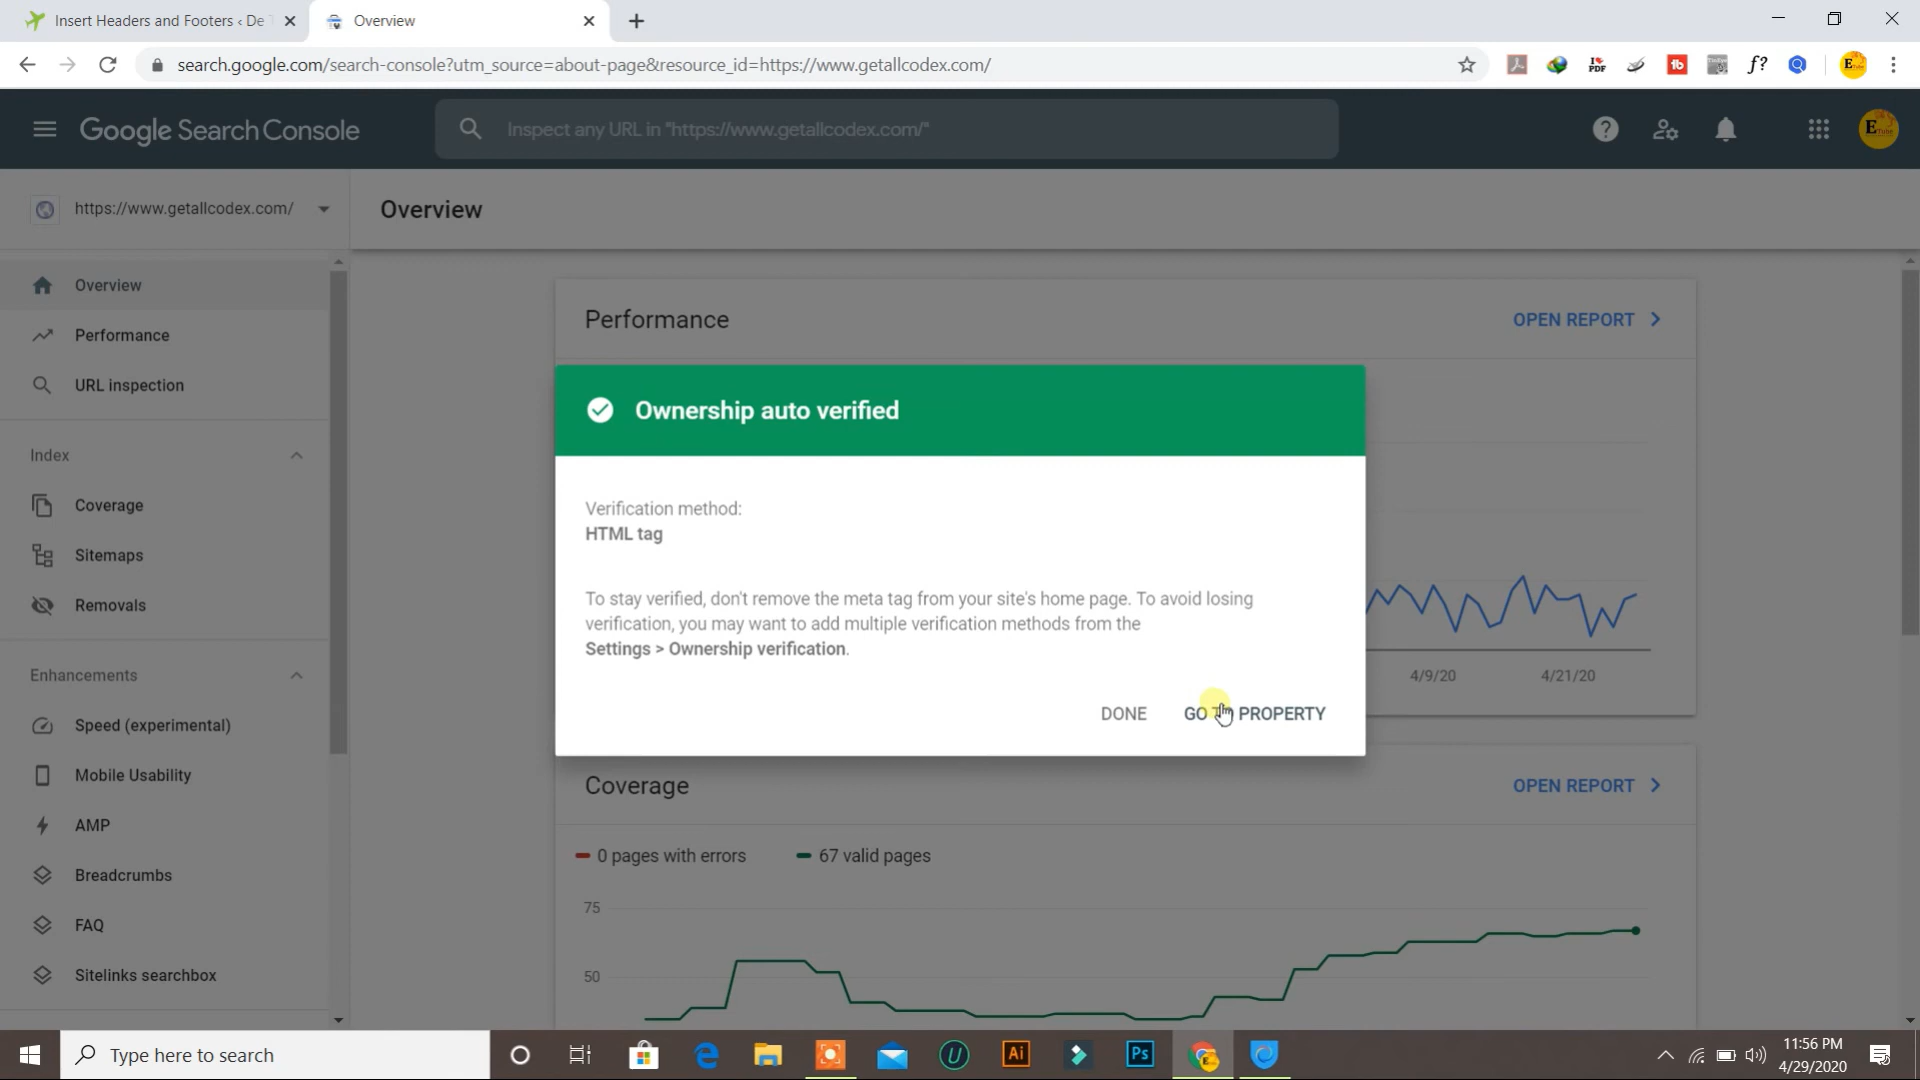 Insert Headers and Footers ‹ De
Overview
search.google.com/search-console?utm_source=about-page&resource_id=https://www.getallcodex.com/
Google Search Console
Inspect any URL in "https://www.getallcodex.com/"
https://www.getallcodex.com/
Overview
Overview
Performance
URL inspection
Index
Coverage
Sitemaps
Removals
Enhancements
Speed (experimental)
Mobile Usability
AMP
Breadcrumbs
FAQ
Sitelinks searchbox
Performance
OPEN REPORT
Ownership auto verified
Verification method:
HTML tag
To stay verified, don't remove the meta tag from your site's home page. To avoid losing
verification, you may want to add multiple verification methods from the
Settings > Ownership verification.
DONE
GO TO PROPERTY
4/9/20
4/21/20
Coverage
OPEN REPORT
0 pages with errors
67 valid pages
75
50
Type here to search
Ai
Ps
11:56 PM
4/29/2020